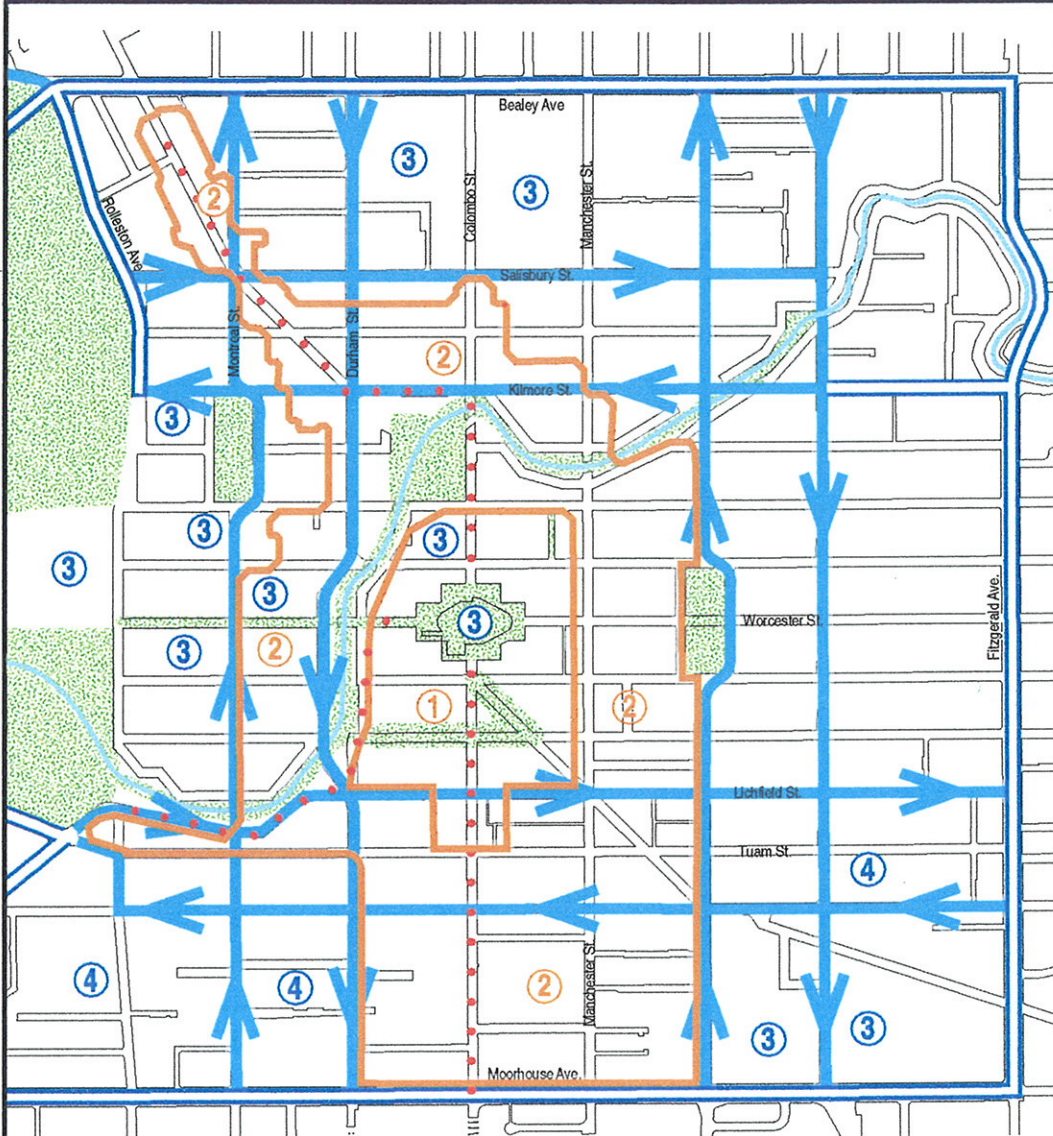 Bealey Ave
3
3
Colombo St.
Manchester St.
2
Rolleston Ave
Salisbury St.
Montreal St.
Durham St.
2
Kilmore St.
3
3
3
3
3
3
Worcester St.
Fitzgerald Ave.
3
2
1
2
Lichfield St.
Tuam St.
4
4
4
2
Manchester St.
3
3
Moorhouse Ave.